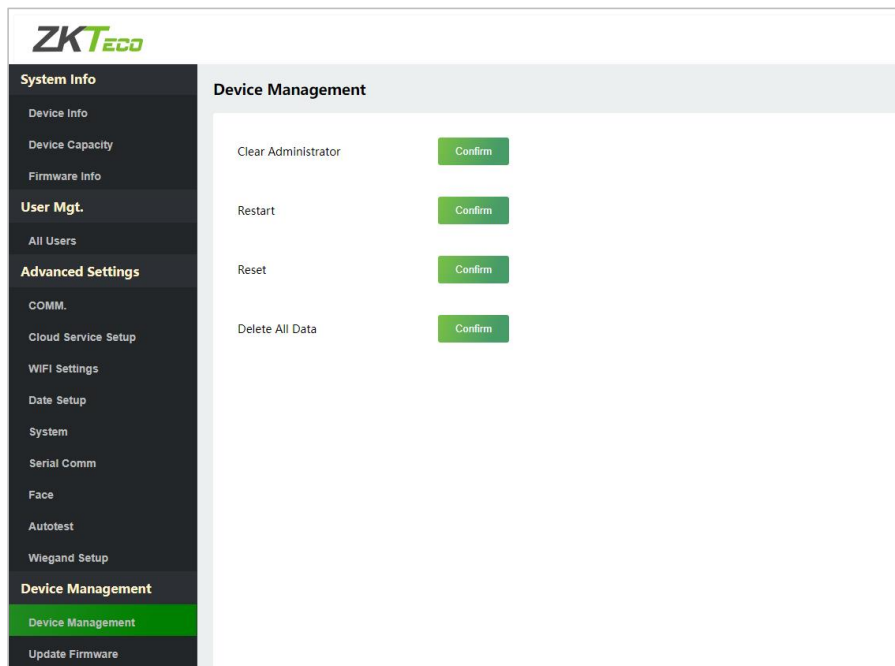 ZKTECO
System Info
Device Info
Device Capacity
Firmware Info
User Mgt.
All Users
Advanced Settings
COMM.
Cloud Service Setup
WIFI Settings
Date Setup
System
Serial Comm
Face
Autotest
Wiegand Setup
Device Management
Device Management
Update Firmware
Device Management
Clear Administrator Confirm
Restart Confirm
Reset Confirm
Delete All Data Confirm